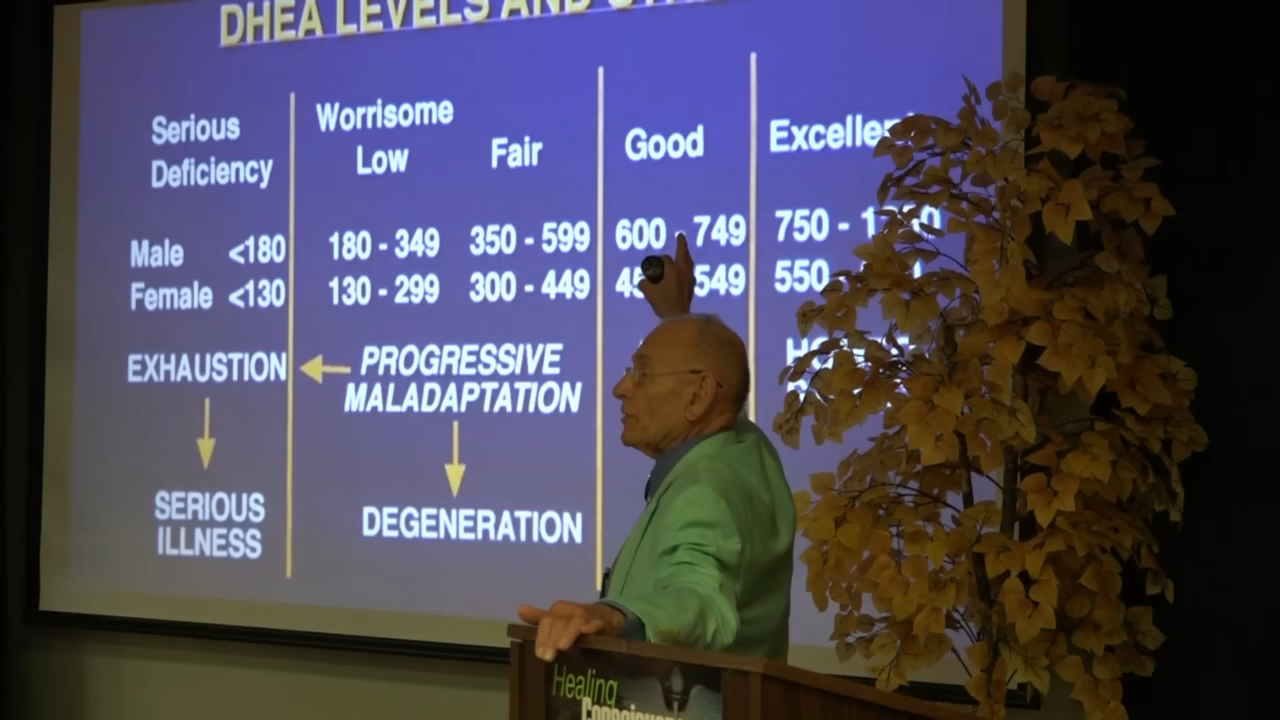 DHEA LEVELS AND
Serious
Deficiency
Worrisome
Low
Fair
Good
Male <180 180 - 349 350 - 599 600 - 749 750 -
Female <130 130 - 299 300 - 449 549 550
EXHAUSTION
PROGRESSIVE
MALADAPTATION
SERIOUS
ILLNESS
DEGENERATION
Healing